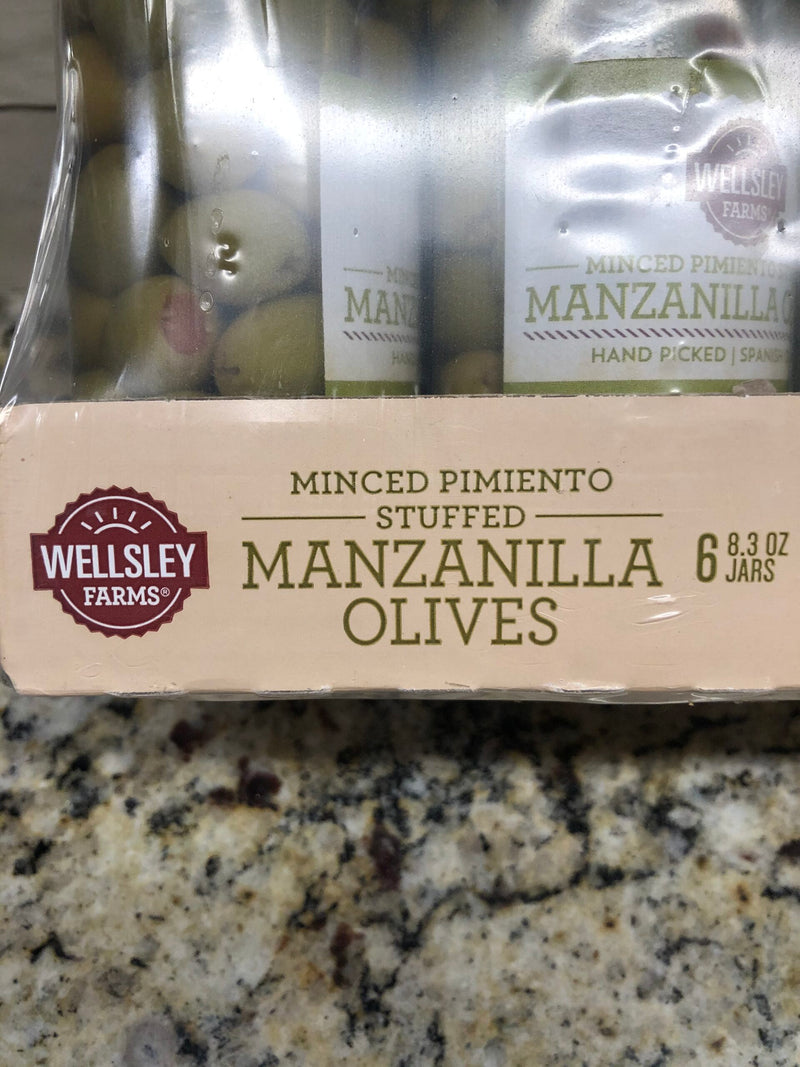 WELLSLEY
FARMS
MINCED PIMIENTO
MANZANILLA
HAND PICKED | SPANISH
MINCED PIMIENTO
STUFFED
MANZANILLA
OLIVES
WELLSLEY
FARMS®
6 8.3 OZ
JARS